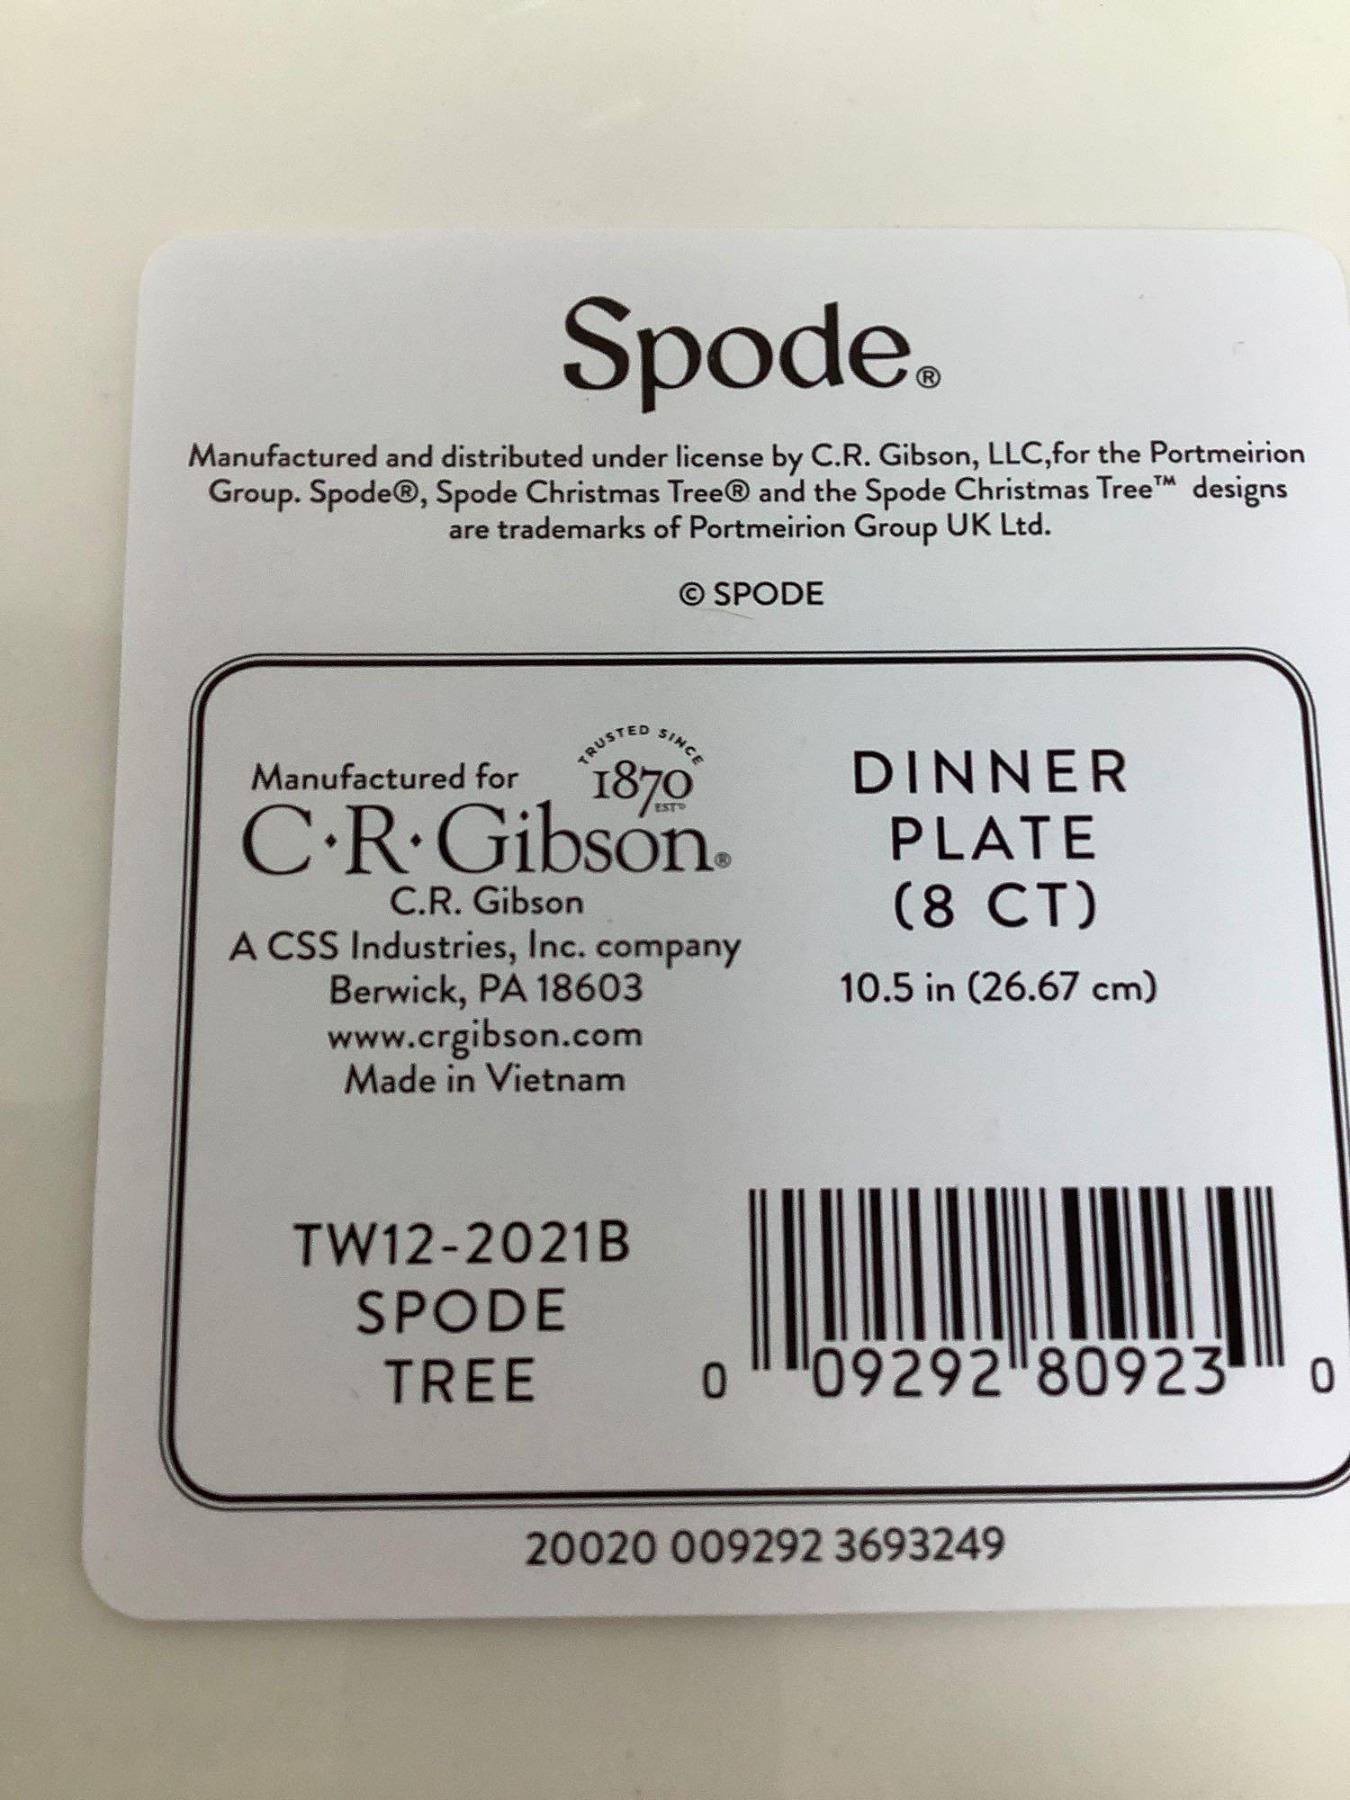 Spode®
Manufactured and distributed under license by C.R. Gibson, LLC,for the Portmeirion
Group. Spode®, Spode Christmas Tree® and the Spode Christmas Tree™ designs
are trademarks of Portmeirion Group UK Ltd.
© SPODE
TRUSTED SINCE
1870
ESTD
Manufactured for
C·R·Gibson®
C.R. Gibson
A CSS Industries, Inc. company
Berwick, PA 18603
www.crgibson.com
Made in Vietnam
DINNER
PLATE
(8 CT)
10.5 in (26.67 cm)
TW12-2021B
SPODE
TREE
0 09292 80923 0
20020 009292 3693249